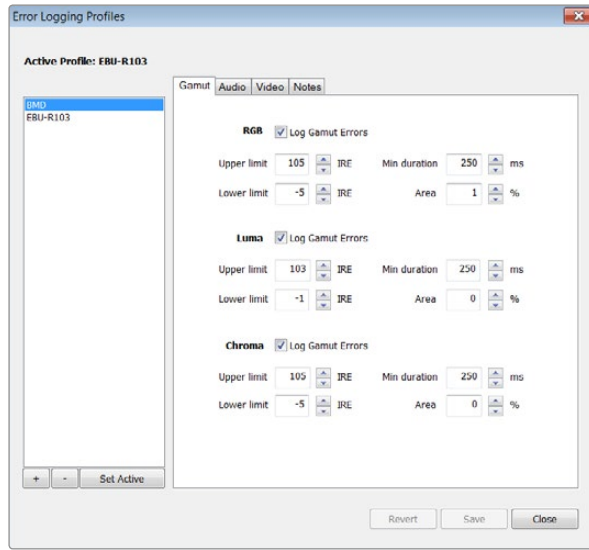 Error Logging Profiles
Active Profile: EBU-R103
Gamut Audio Video Notes
BMD
EBU-R103
RGB Log Gamut Errors
Upper limit 105 IRE Min duration 250 ms
Lower limit -5 IRE Area 1 %
Luma Log Gamut Errors
Upper limit 103 IRE Min duration 250 ms
Lower limit -1 IRE Area 0 %
Chroma Log Gamut Errors
Upper limit 105 IRE Min duration 250 ms
Lower limit -5 IRE Area 0 %
+ - Set Active
Revert Save Close